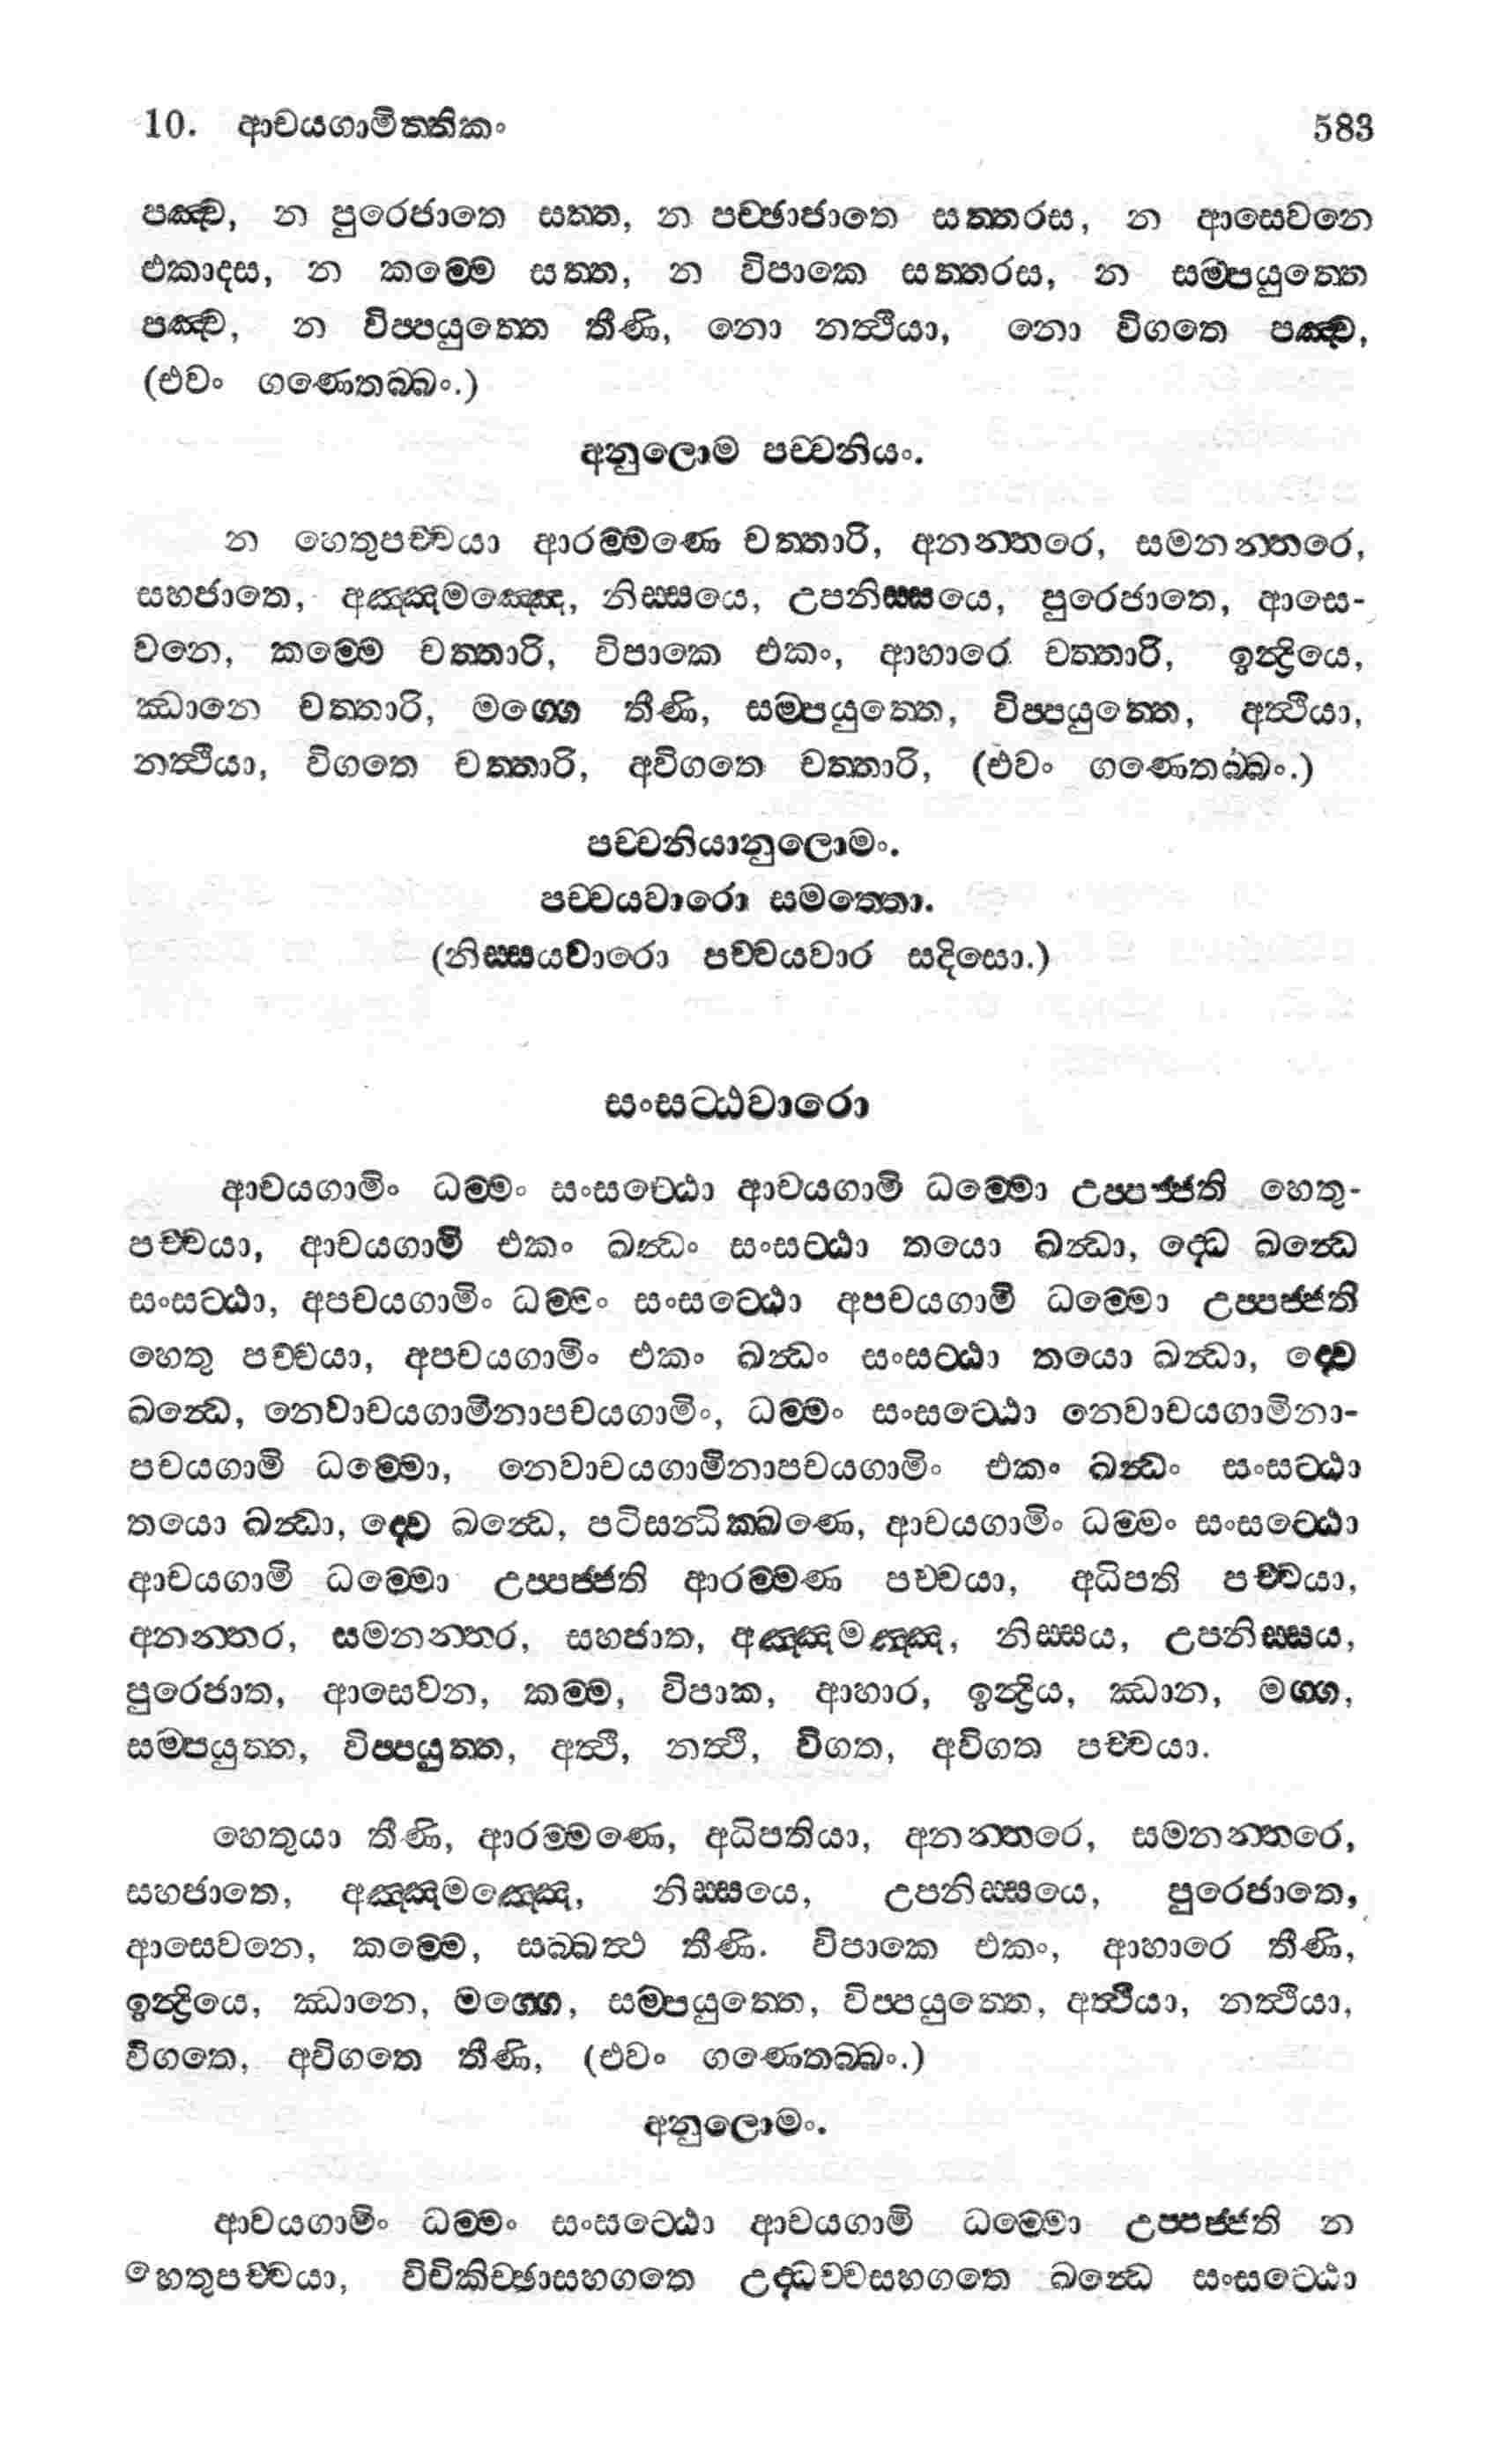 10. ආචයගාමිත්තිකං 583
පඤ්ච, න පුරෙජාතෙ සත්ත, න පච්ඡාජාතෙ සත්තරස, න ආසෙවනෙ
එකාදස, න කම්මෙ සත්ත, න විපාකෙ සත්තරස, න සම්පයුත්තෙ
පඤ්ච, න විප්පයුත්තෙ තීණි, නො නත්ථියා, නො විගතෙ පඤ්ච,
(එවං ගණෙතබ්බං.)
අනුලොම පච්චනියං.
න හෙතුපච්චයා ආරම්මණෙ චත්තාරි, අනන්තරෙ, සමනන්තරෙ,
සහජාතෙ, අඤ්ඤමඤ්ඤෙ, නිස්සයෙ, උපනිස්සයෙ, පුරෙජාතෙ, ආසෙ-
වනෙ, කම්මෙ චත්තාරි, විපාකෙ එකං, ආහාරෙ චත්තාරි, ඉන්ද්‍රියෙ,
ඣානෙ චත්තාරි, මග්ගෙ තීණි, සම්පයුත්තෙ, විප්පයුත්තෙ, අත්ථියා,
නත්ථියා, විගතෙ චත්තාරි, අවිගතෙ චත්තාරි, (එවං ගණෙතබ්බං.)
පච්චනියානුලොමං.
පච්චයවාරො සමත්තො.
(නිස්සයවාරො පච්චයවාර සදිසො.)
සංසට්ඨවාරො
ආචයගාමිං ධම්මං සංසට්ඨො ආචයගාමි ධම්මො උප්පජ්ජති හෙතු-
පච්චයා, ආචයගාමි එකං ඛන්ධං සංසට්ඨා තයො ඛන්ධා, ද්වෙ ඛන්ධෙ
සංසට්ඨා, අපචයගාමිං ධම්මං සංසට්ඨො අපචයගාමි ධම්මො උප්පජ්ජති
හෙතු පච්චයා, අපචයගාමිං එකං ඛන්ධං සංසට්ඨා තයො ඛන්ධා, ද්වෙ
ඛන්ධෙ, නෙවාචයගාමිනාපචයගාමිං, ධම්මං සංසට්ඨො නෙවාචයගාමිනා-
පචයගාමි ධම්මො, නෙවාචයගාමිනාපචයගාමිං එකං ඛන්ධං සංසට්ඨා
තයො ඛන්ධා, ද්වෙ ඛන්ධෙ, පටිසන්ධික්ඛණෙ, ආචයගාමිං ධම්මං සංසට්ඨො
ආචයගාමි ධම්මො උප්පජ්ජති ආරම්මණ පච්චයා, අධිපති පච්චයා,
අනන්තර, සමනන්තර, සහජාත, අඤ්ඤමඤ්ඤ, නිස්සය, උපනිස්සය,
පුරෙජාත, ආසෙවන, කම්ම, විපාක, ආහාර, ඉන්ද්‍රිය, ඣාන, මග්ග,
සම්පයුත්ත, විප්පයුත්ත, අත්ථි, නත්ථි, විගත, අවිගත පච්චයා.
හෙතුයා තීණි, ආරම්මණෙ, අධිපතියා, අනන්තරෙ, සමනන්තරෙ,
සහජාතෙ, අඤ්ඤමඤ්ඤෙ, නිස්සයෙ, උපනිස්සයෙ, පුරෙජාතෙ,
ආසෙවනෙ, කම්මෙ, සබ්බත්ථ තීණි. විපාකෙ එකං, ආහාරෙ තීණි,
ඉන්ද්‍රියෙ, ඣානෙ, මග්ගෙ, සම්පයුත්තෙ, විප්පයුත්තෙ, අත්ථියා, නත්ථියා,
විගතෙ, අවිගතෙ තීණි, (එවං ගණෙතබ්බං.)
අනුලොමං.
ආචයගාමිං ධම්මං සංසට්ඨො ආචයගාමි ධම්මො උප්පජ්ජති න
හෙතුපච්චයා, විචිකිච්ඡාසහගතෙ උද්ධච්චසහගතෙ ඛන්ධෙ සංසට්ඨො